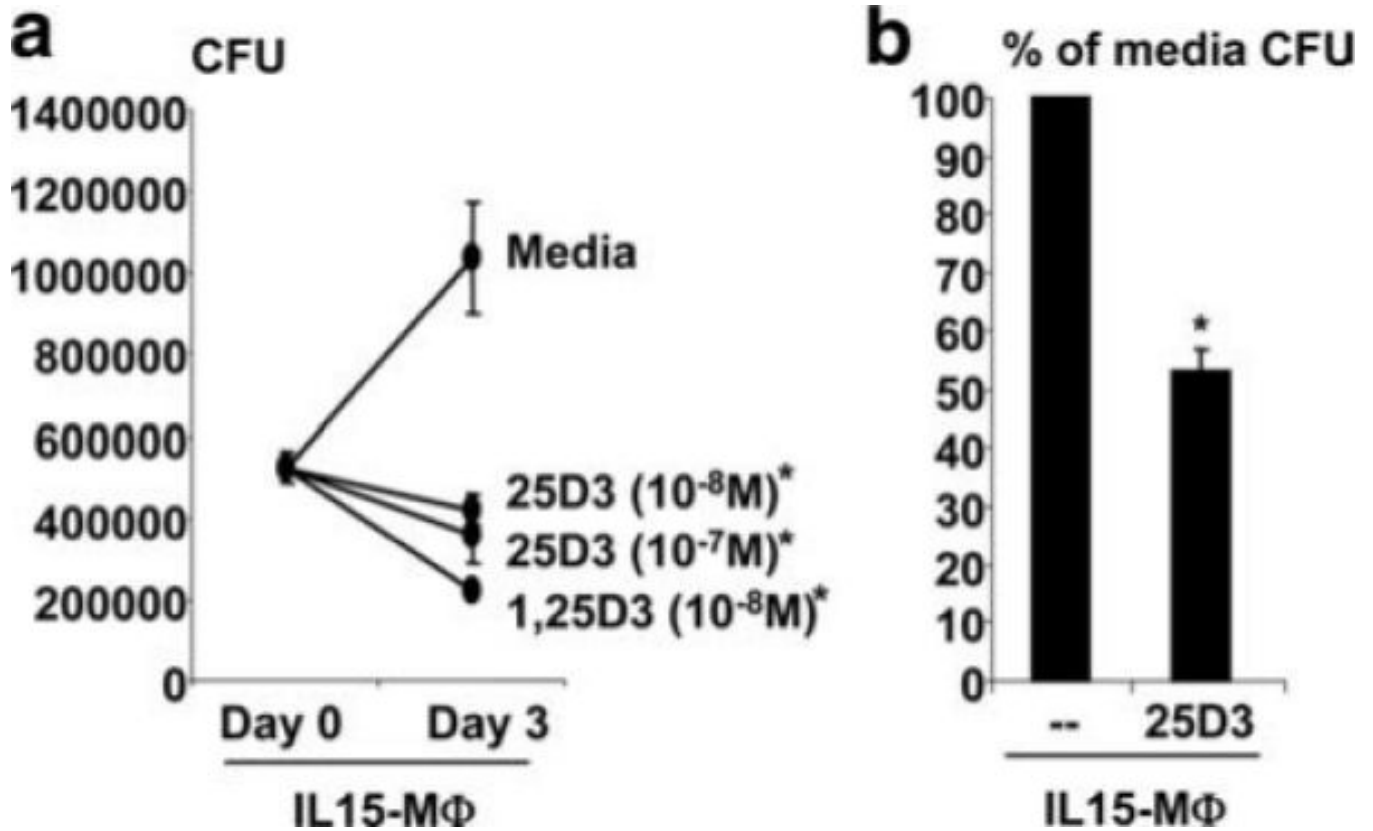 a
CFU
1400000
1200000
1000000
800000
600000
400000
200000
0
Media
25D3 (10⁻⁸M)*
25D3 (10⁻⁷M)*
1,25D3 (10⁻⁸M)*
Day 0 Day 3
IL15-MΦ
b
% of media CFU
100
90
80
70
60
50
40
30
20
10
0
*
-- 25D3
IL15-MΦ